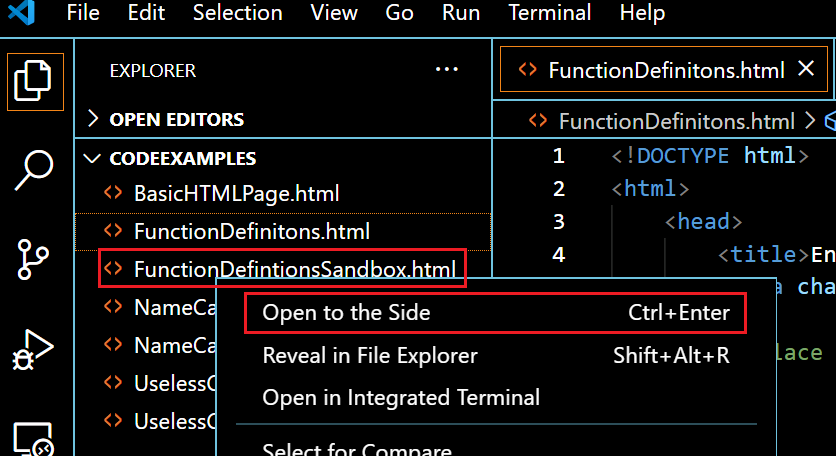 File Edit Selection View Go Run Terminal Help
EXPLORER ···
FunctionDefinitons.html ×
OPEN EDITORS
FunctionDefinitons.html
CODEEXAMPLES
BasicHTMLPage.html
FunctionDefinitons.html
FunctionDefintionsSandbox.html
NameCa
NameCa
UselessC
UselessC
Open to the Side Ctrl+Enter
Reveal in File Explorer Shift+Alt+R
Open in Integrated Terminal
Select for Compare
1 <!DOCTYPE html>
2 <html>
3 <head>
4 <title>En
a cha
lace